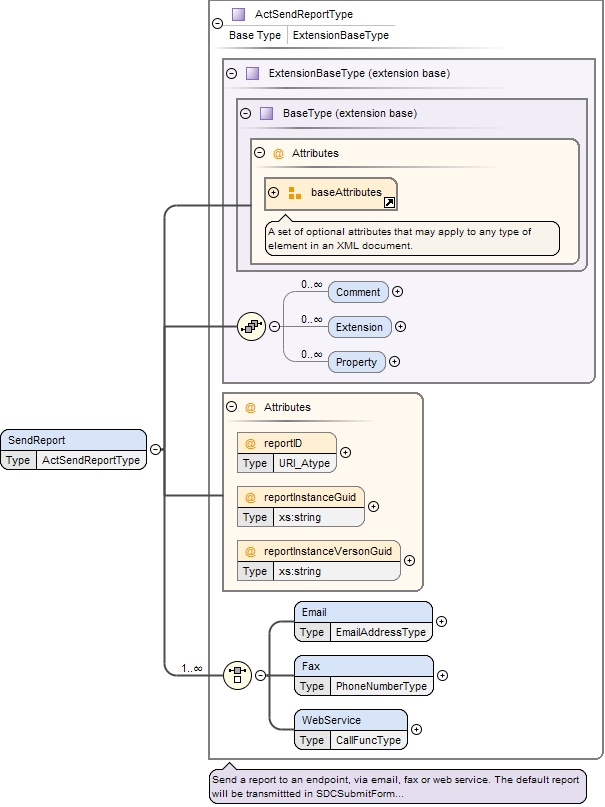 ActSendReportType
Base Type ExtensionBaseType
ExtensionBaseType (extension base)
BaseType (extension base)
@ Attributes
baseAttributes
A set of optional attributes that may apply to any type of
element in an XML document.
0..∞
Comment
0..∞
Extension
0..∞
Property
SendReport
Type ActSendReportType
@ Attributes
@ reportID
Type URI_Atype
@ reportInstanceGuid
Type xs:string
@ reportInstanceVersonGuid
Type xs:string
1..∞
Email
Type EmailAddressType
Fax
Type PhoneNumberType
WebService
Type CallFuncType
Send a report to an endpoint, via email, fax or web service. The default report
will be transmittted in SDCSubmitForm...